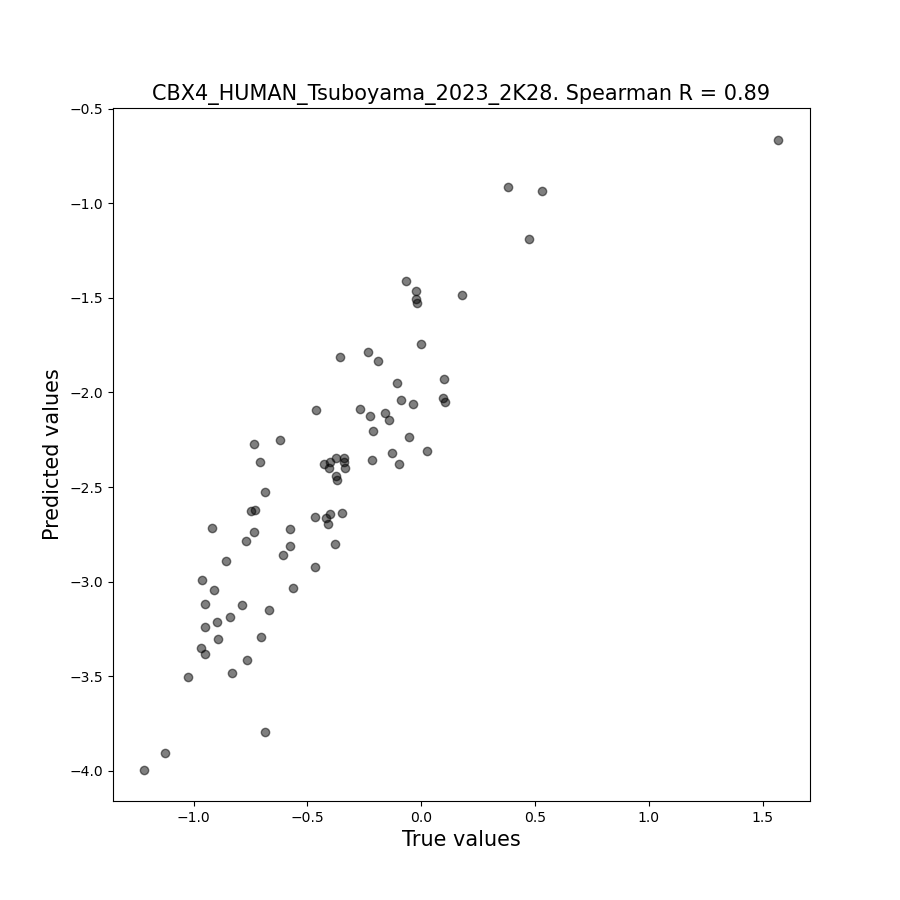 CBX4_HUMAN_Tsuboyama_2023_2K28. Spearman R = 0.89
−0.5
−1.0
−1.5
−2.0
−2.5
−3.0
−3.5
−4.0
Predicted values
−1.0 −0.5 0.0 0.5 1.0 1.5
True values